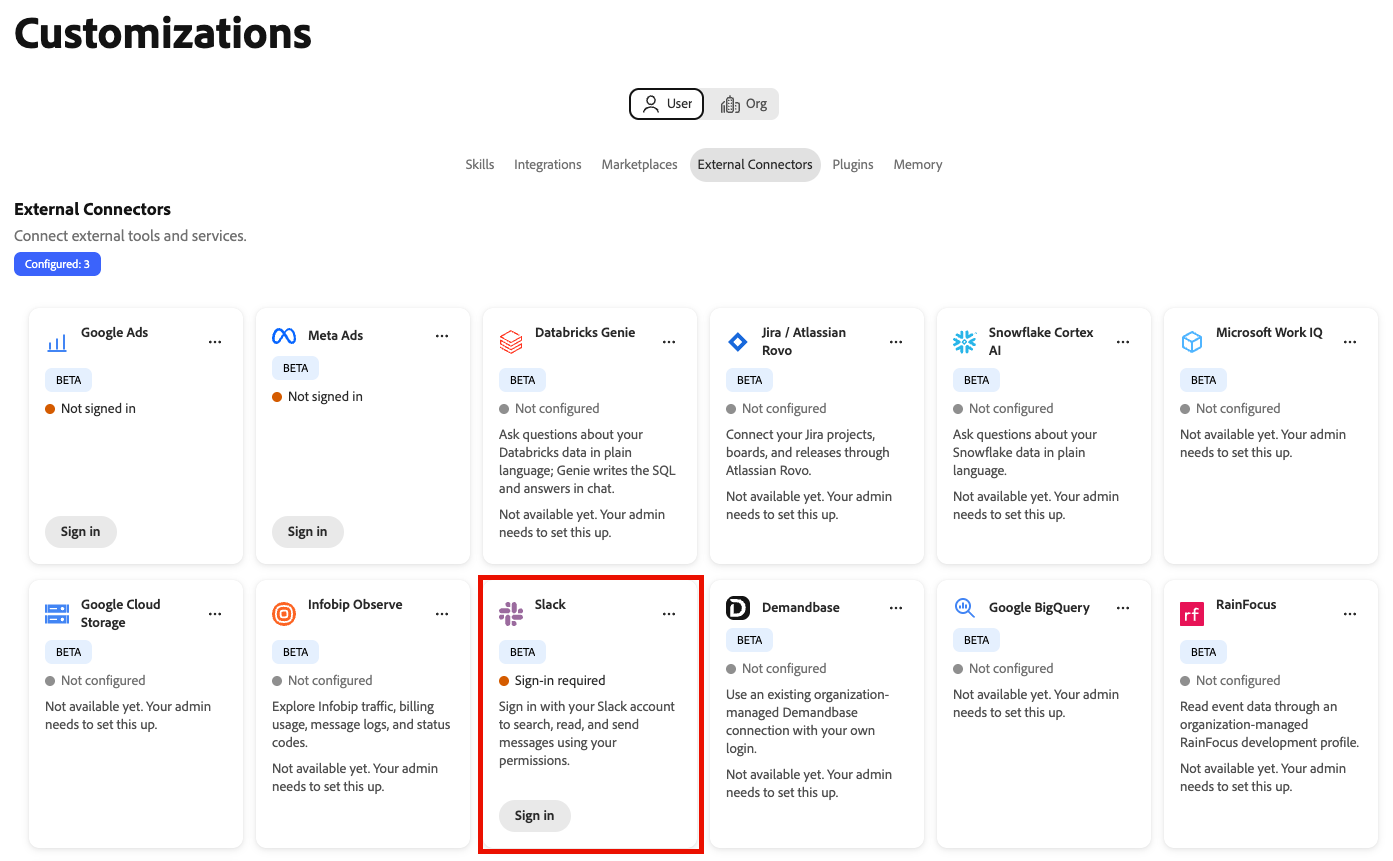 Customizations
User
Org
Skills
Integrations
Marketplaces
External Connectors
Plugins
Memory
External Connectors
Connect external tools and services.
Configured: 3
Google Ads
BETA
Not signed in
Sign in
Meta Ads
BETA
Not signed in
Sign in
Databricks Genie
BETA
Not configured
Ask questions about your
Databricks data in plain
language; Genie writes the SQL
and answers in chat.
Not available yet. Your admin
needs to set this up.
Jira / Atlassian
Rovo
BETA
Not configured
Connect your Jira projects,
boards, and releases through
Atlassian Rovo.
Not available yet. Your admin
needs to set this up.
Snowflake Cortex
AI
BETA
Not configured
Ask questions about your
Snowflake data in plain
language.
Not available yet. Your admin
needs to set this up.
Microsoft Work IQ
BETA
Not configured
Not available yet. Your admin
needs to set this up.
Google Cloud
Storage
BETA
Not configured
Not available yet. Your admin
needs to set this up.
Infobip Observe
BETA
Not configured
Explore Infobip traffic, billing
usage, message logs, and status
codes.
Not available yet. Your admin
needs to set this up.
Slack
BETA
Sign-in required
Sign in with your Slack account
to search, read, and send
messages using your
permissions.
Sign in
Demandbase
BETA
Not configured
Use an existing organization-
managed Demandbase
connection with your own
login.
Not available yet. Your admin
needs to set this up.
Google BigQuery
BETA
Not configured
Not available yet. Your admin
needs to set this up.
rf
RainFocus
BETA
Not configured
Read event data through an
organization-managed
RainFocus development profile.
Not available yet. Your admin
needs to set this up.